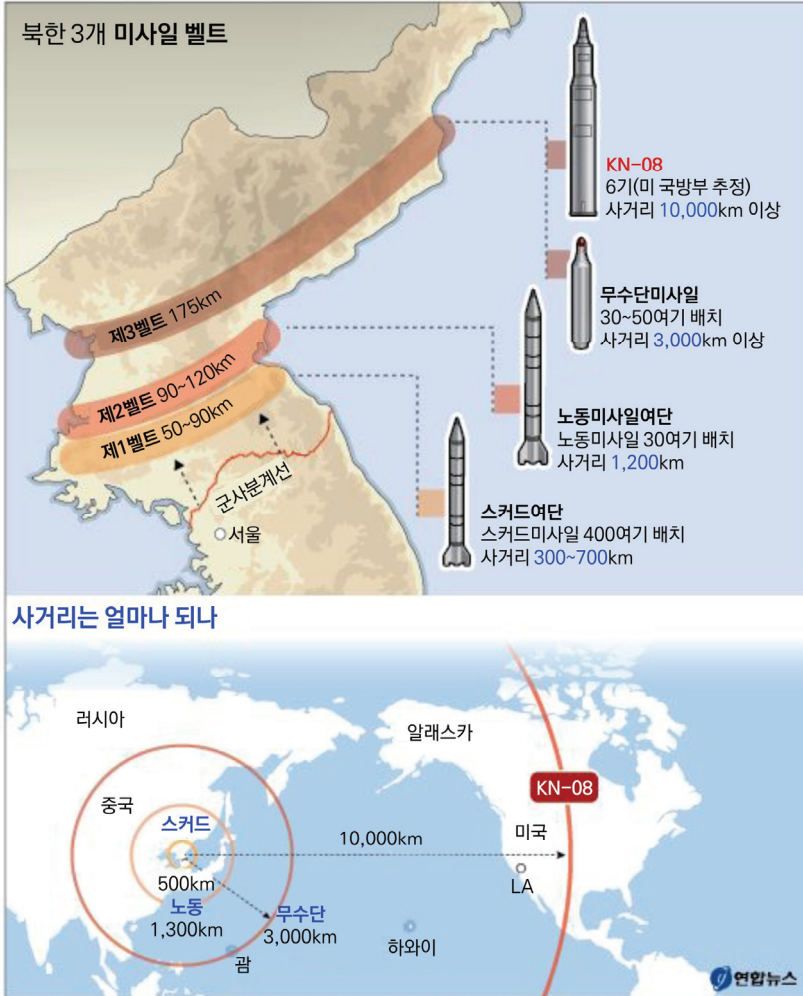 북한 3개 미사일 벨트
KN-08
6기(미 국방부 추정)
사거리 10,000km 이상
무수단미사일
30~50여기 배치
사거리 3,000km 이상
제3벨트 175km
제2벨트 90~120km
제1벨트 50~90km
노동미사일여단
노동미사일 30여기 배치
사거리 1,200km
군사분계선
서울
스커드여단
스커드미사일 400여기 배치
사거리 300~700km
사거리는 얼마나 되나
러시아
알래스카
중국
KN-08
스커드
500km
10,000km
미국
LA
노동
1,300km
무수단
3,000km
괌
하와이
연합뉴스